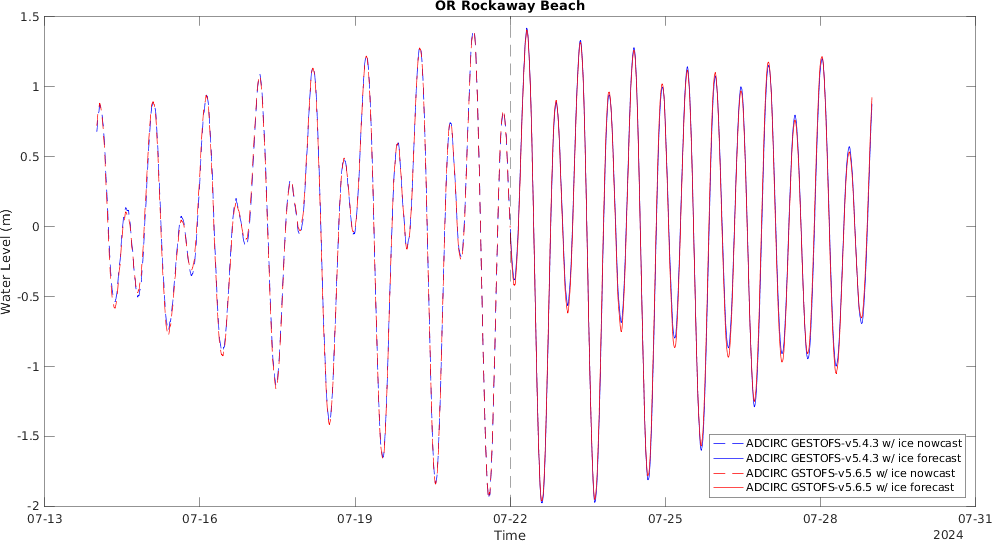 OR Rockaway Beach
1.5
1
0.5
0
-0.5
-1
-1.5
-2
Water Level (m)
ADCIRC GESTOFS-v5.4.3 w/ ice nowcast
ADCIRC GESTOFS-v5.4.3 w/ ice forecast
ADCIRC GSTOFS-v5.6.5 w/ ice nowcast
ADCIRC GSTOFS-v5.6.5 w/ ice forecast
07-13 07-16 07-19 07-22 07-25 07-28 07-31
Time
2024